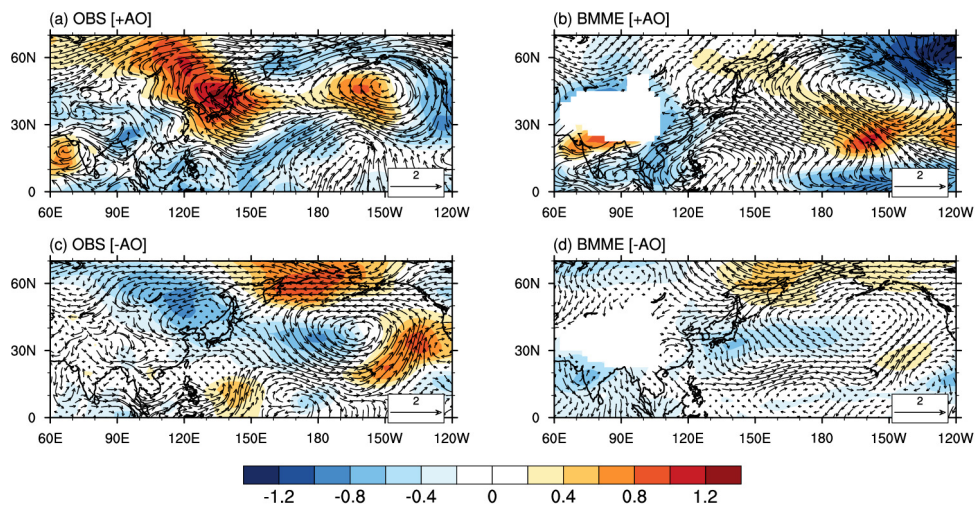 (a) OBS [+AO]
60N
30N
0
2
60E 90E 120E 150E 180 150W 120W
(b) BMME [+AO]
60N
30N
0
2
60E 90E 120E 150E 180 150W 120W
(c) OBS [-AO]
60N
30N
0
2
60E 90E 120E 150E 180 150W 120W
(d) BMME [-AO]
60N
30N
0
2
60E 90E 120E 150E 180 150W 120W
-1.2 -0.8 -0.4 0 0.4 0.8 1.2